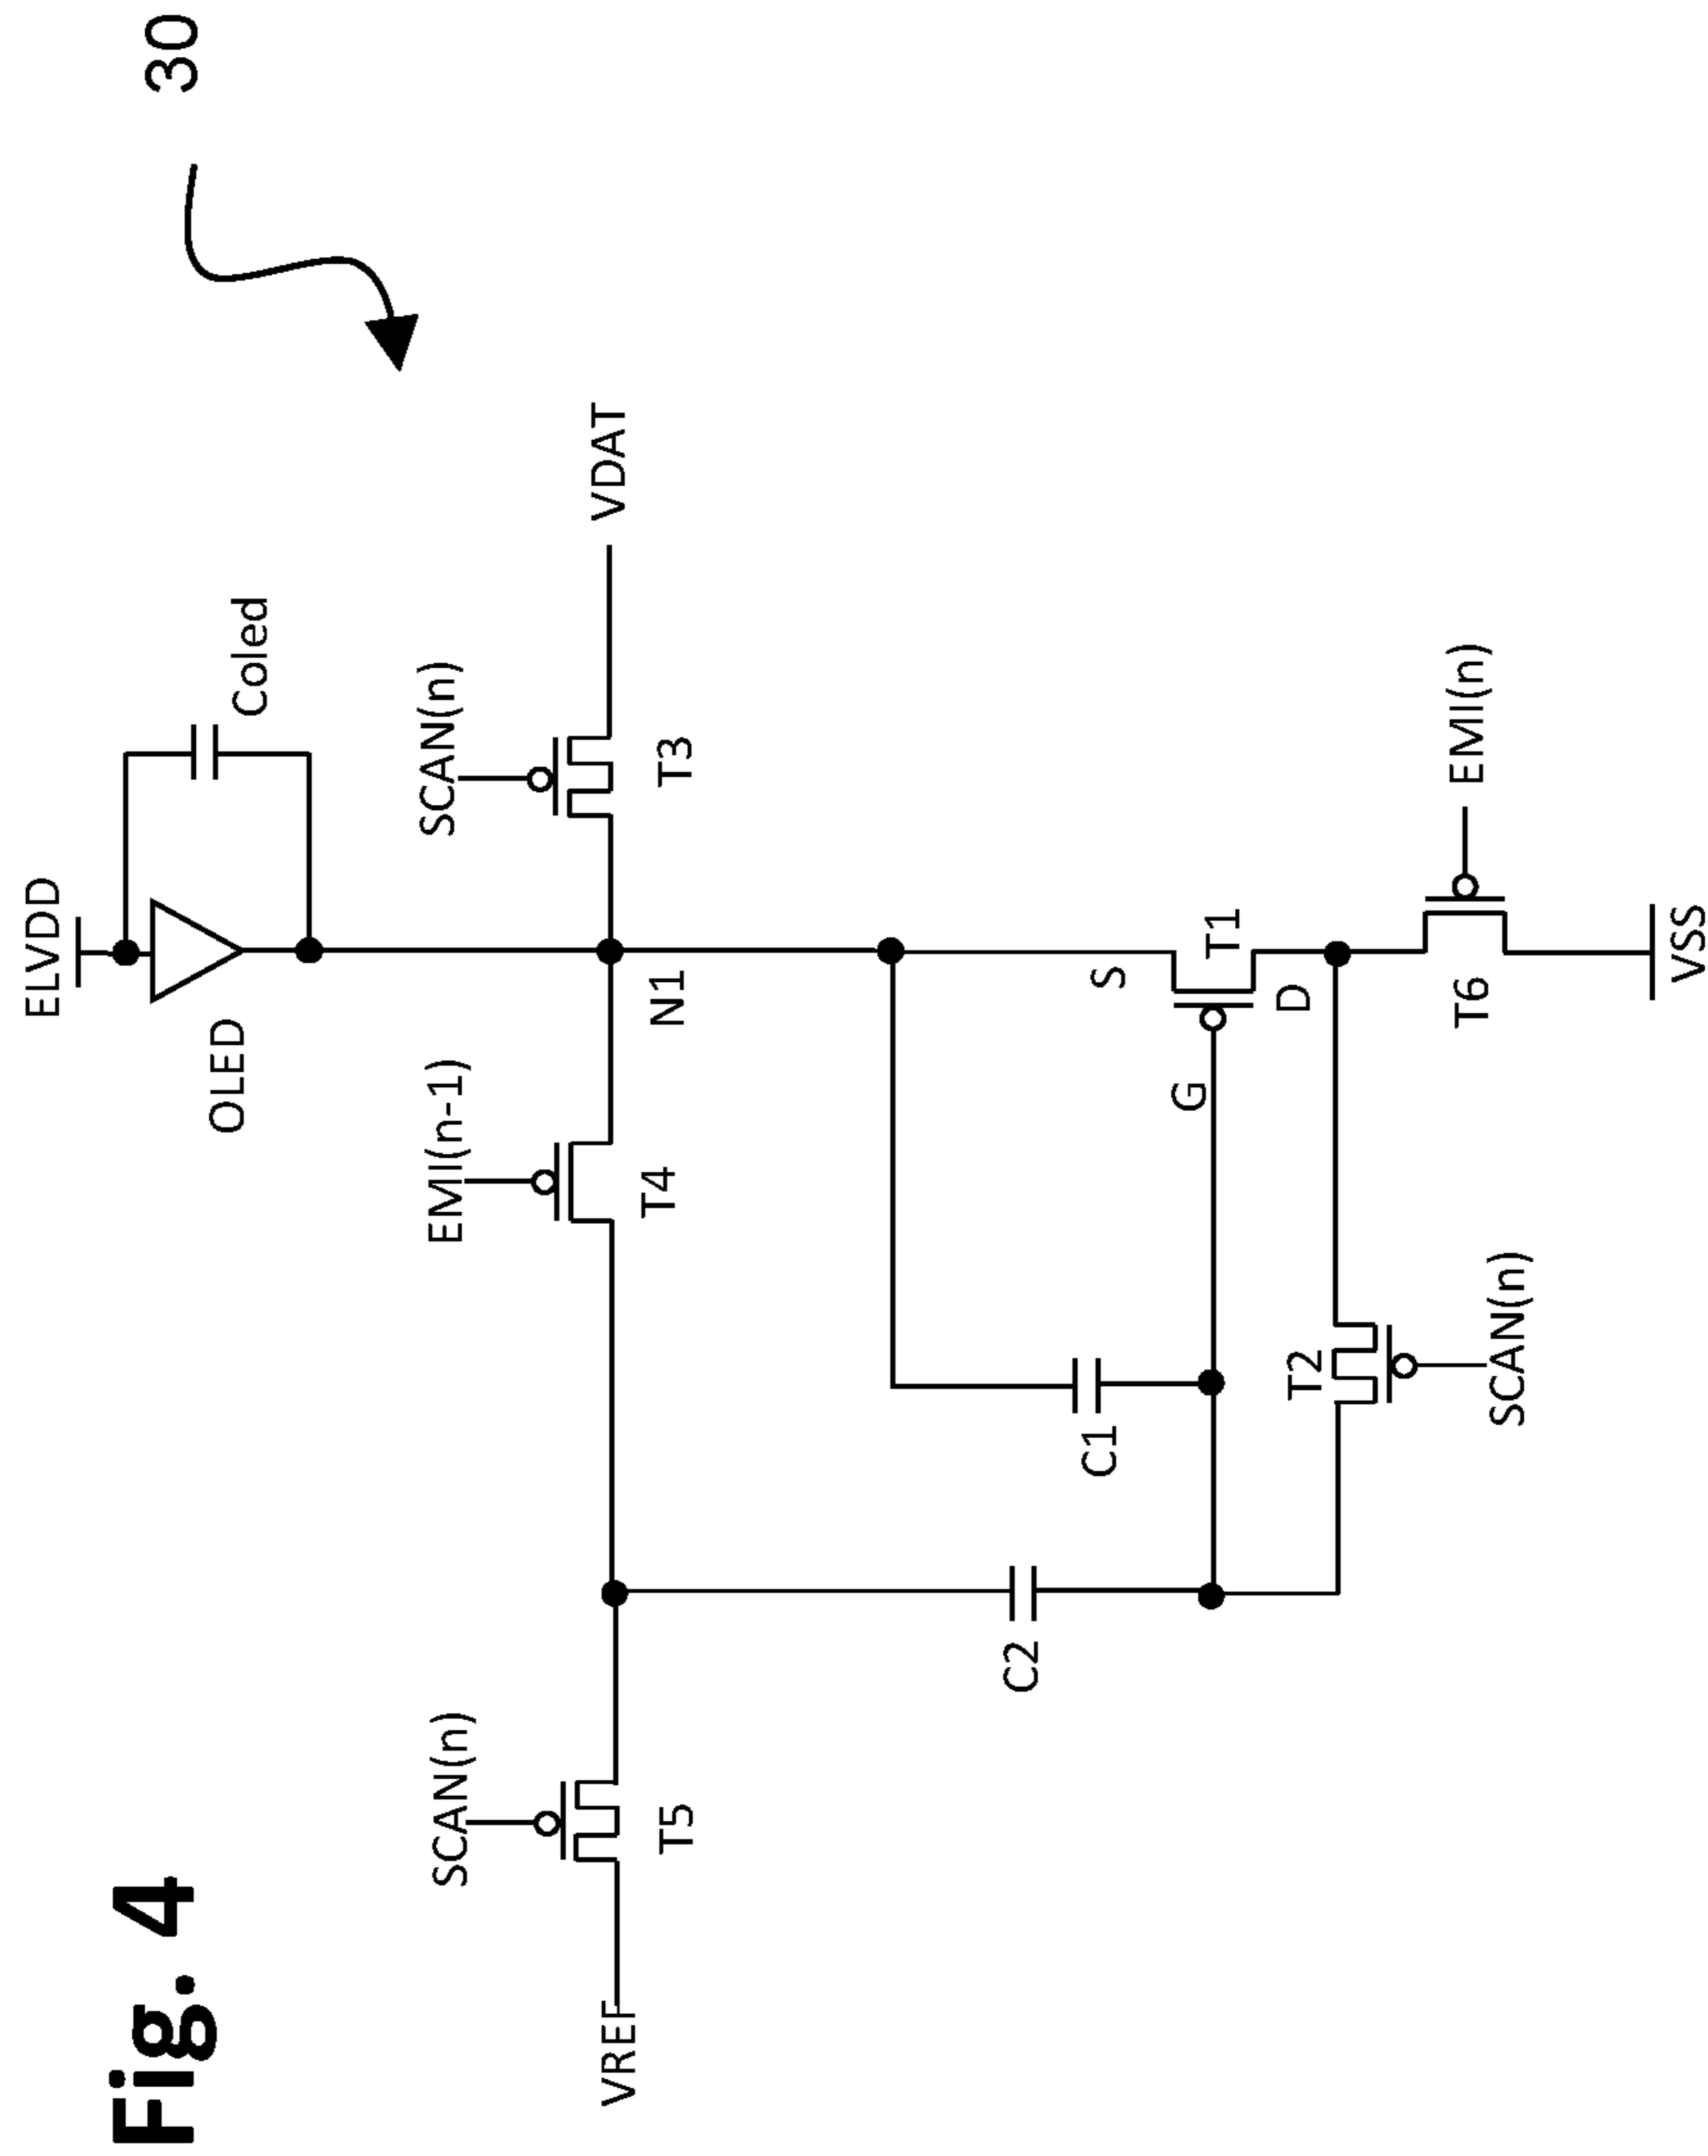 Fig. 4
30
ELVDD
OLED
Coled
EMI(n-1)
SCAN(n)
SCAN(n)
VREF
T5
T4
N1
T3
VDAT
C2
C1
S
G
T1
D
T2
SCAN(n)
T6
EMI(n)
VSS